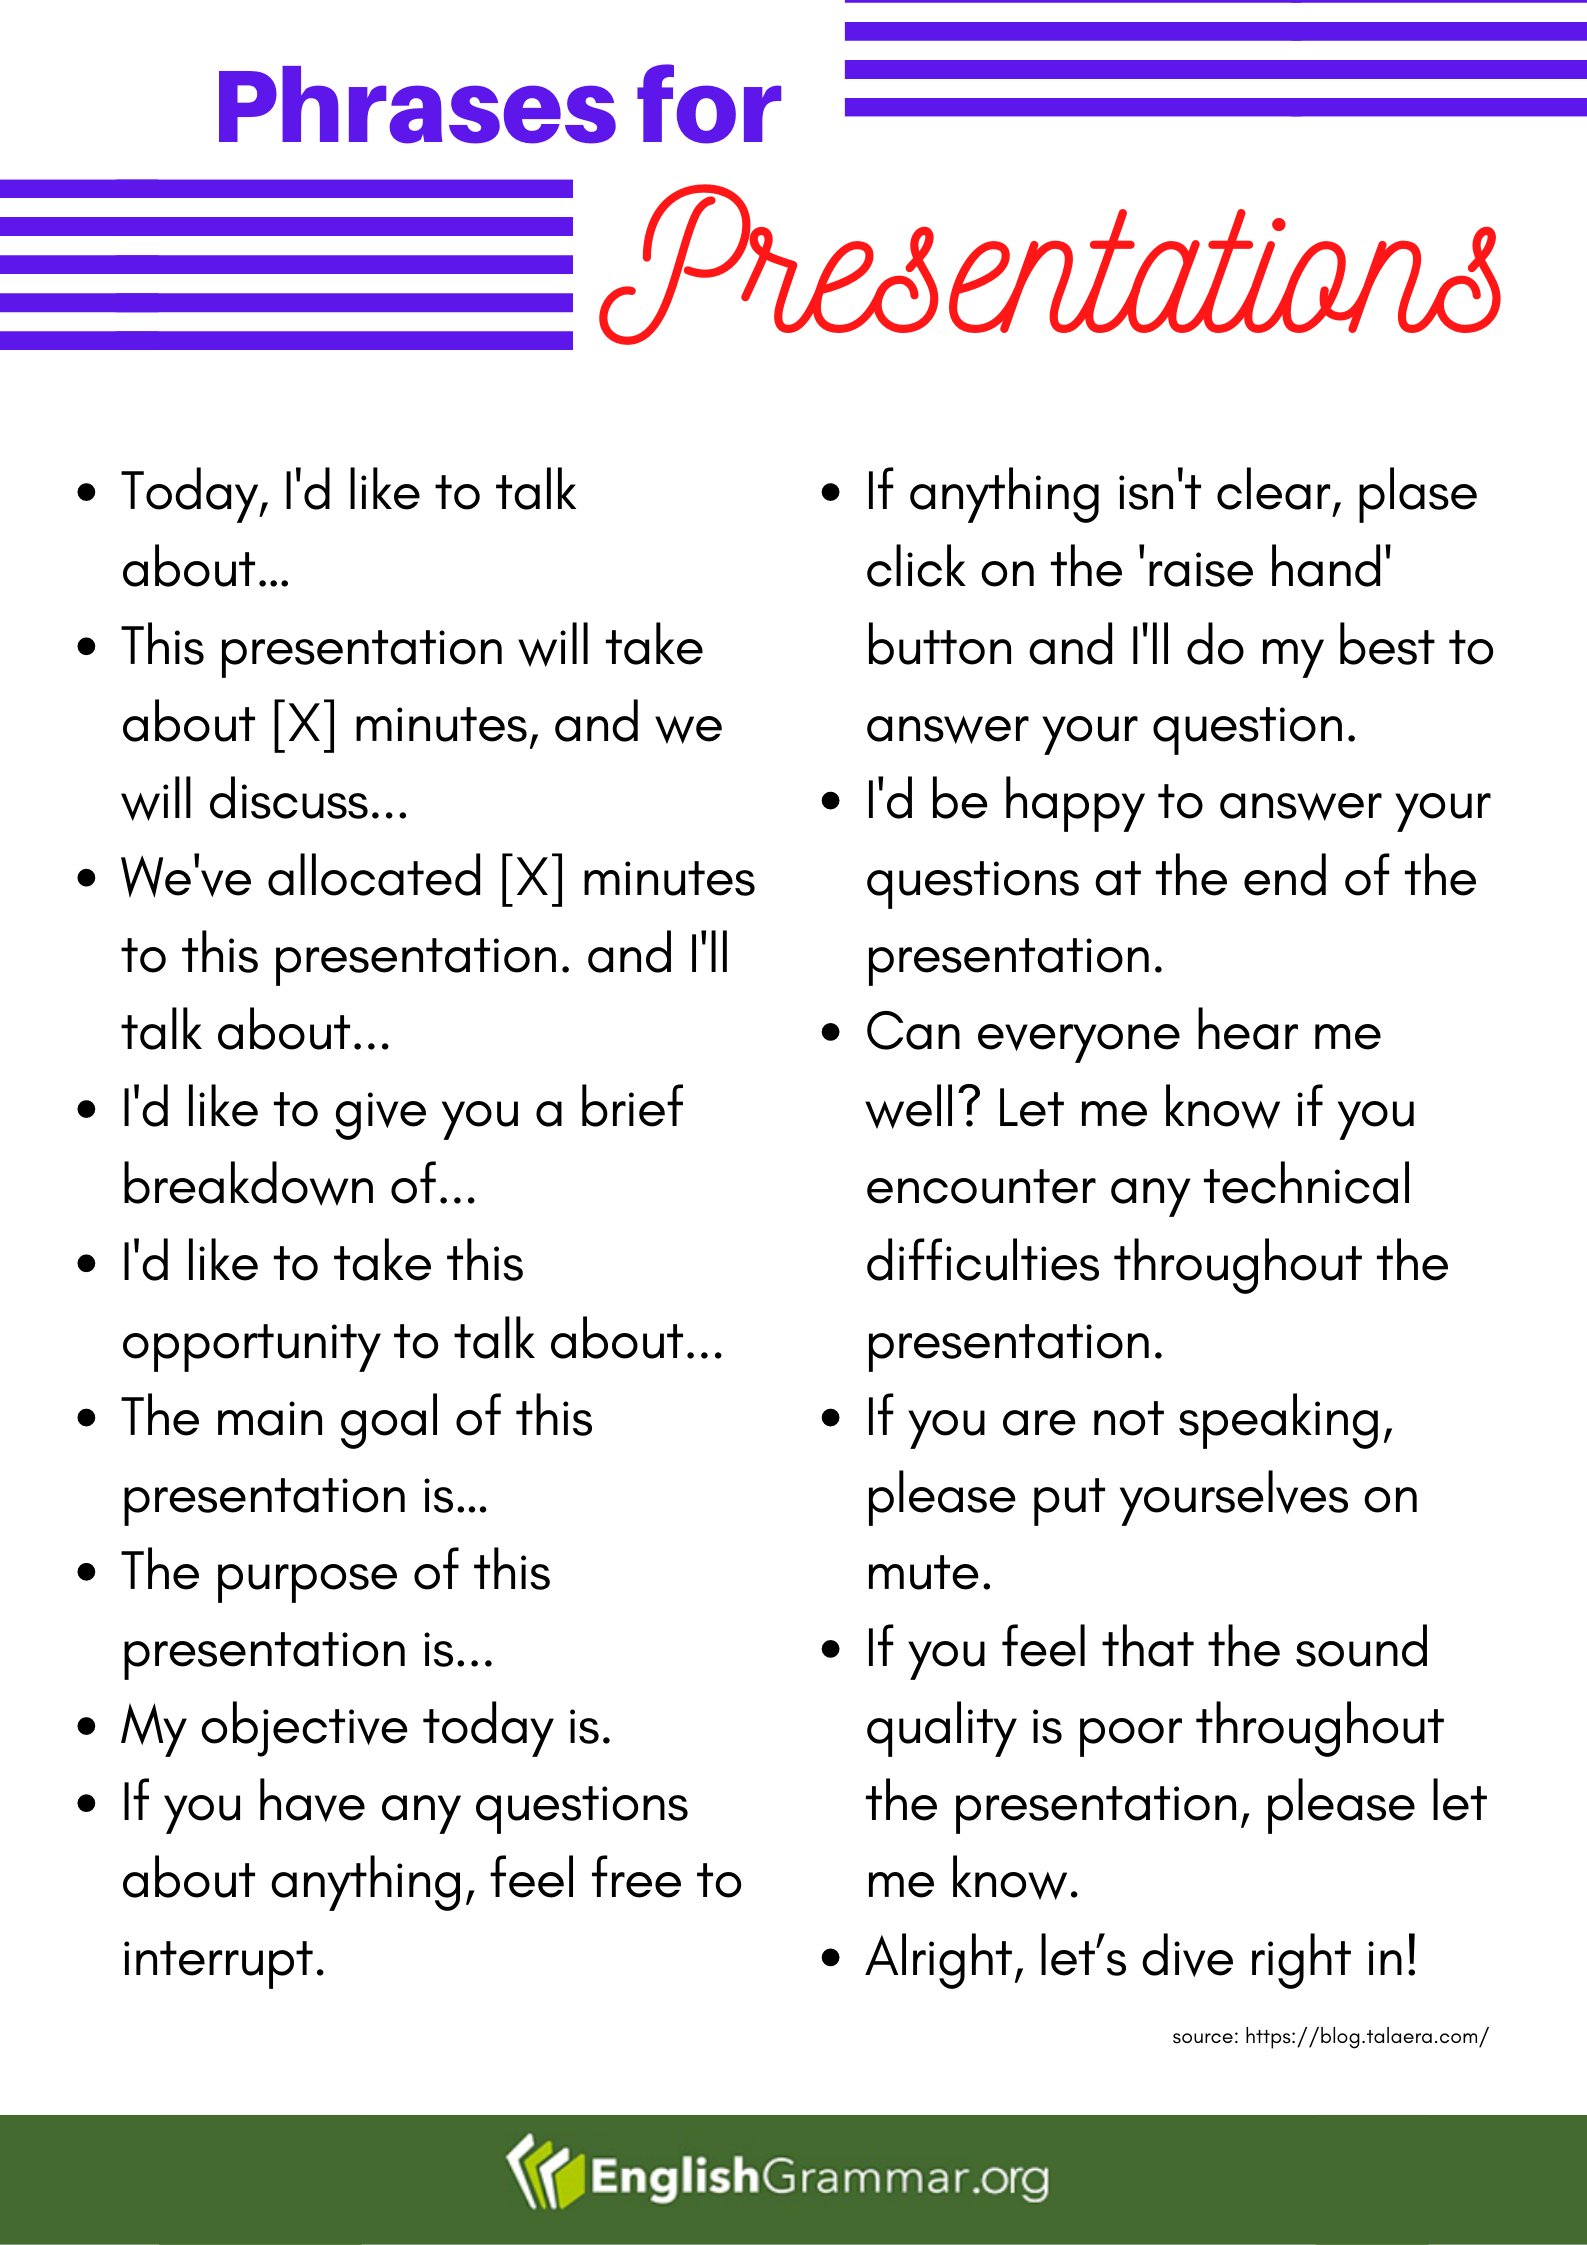 Phrases for
Presentations
• Today, I'd like to talk
about...
• This presentation will take
about [X] minutes, and we
will discuss...
• We've allocated [X] minutes
to this presentation. and I'll
talk about...
• I'd like to give you a brief
breakdown of...
• I'd like to take this
opportunity to talk about...
• The main goal of this
presentation is...
• The purpose of this
presentation is...
• My objective today is.
• If you have any questions
about anything, feel free to
interrupt.
• If anything isn't clear, plase
click on the 'raise hand'
button and I'll do my best to
answer your question.
• I'd be happy to answer your
questions at the end of the
presentation.
• Can everyone hear me
well? Let me know if you
encounter any technical
difficulties throughout the
presentation.
• If you are not speaking,
please put yourselves on
mute.
• If you feel that the sound
quality is poor throughout
the presentation, please let
me know.
• Alright, let’s dive right in!
source: https://blog.talaera.com/
EnglishGrammar.org